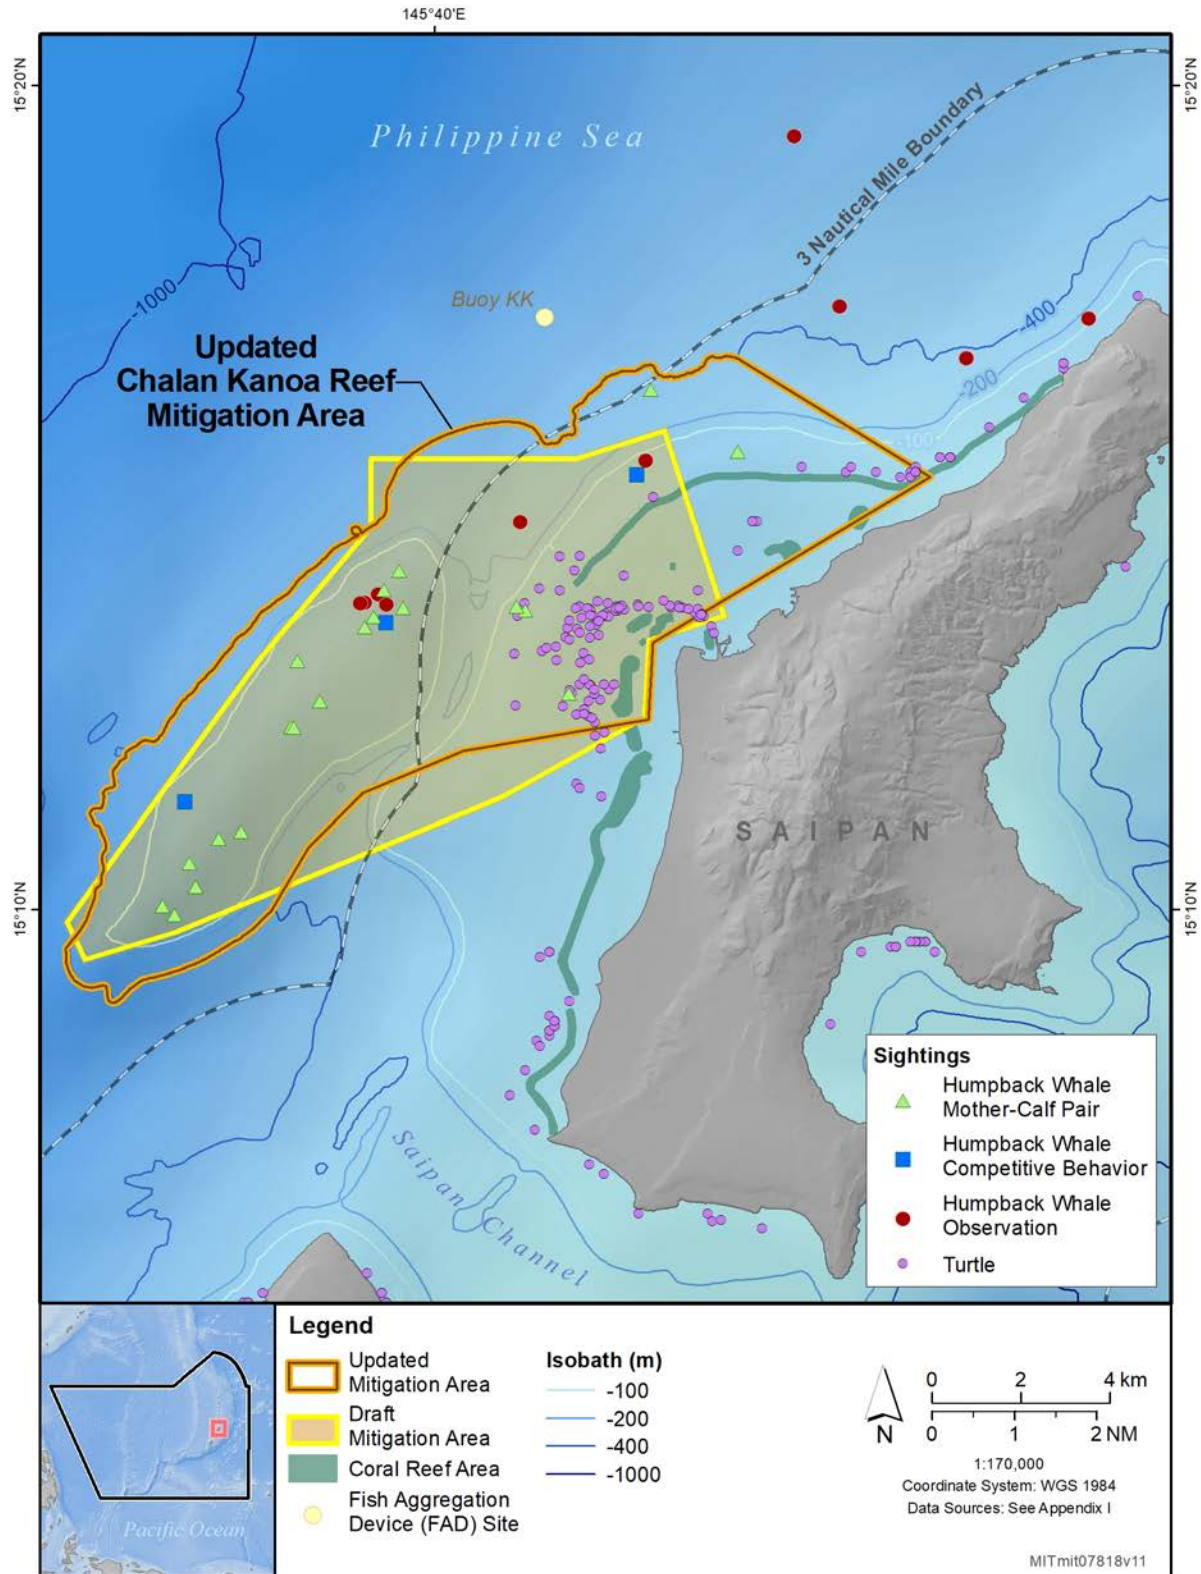 145°40'E
15°20'N
15°20'N
Philippine Sea
3 Nautical Mile Boundary
-1000
Buoy KK
-400
Updated
Chalan Kanoa Reef
Mitigation Area
-200
-100
SAIPAN
15°10'N
15°10'N
Saipan Channel
Sightings
Humpback Whale
Mother-Calf Pair
Humpback Whale
Competitive Behavior
Humpback Whale
Observation
Turtle
Pacific Ocean
Legend
Updated
Mitigation Area
Draft
Mitigation Area
Coral Reef Area
Fish Aggregation
Device (FAD) Site
Isobath (m)
-100
-200
-400
-1000
N
0 2 4 km
0 1 2 NM
1:170,000
Coordinate System: WGS 1984
Data Sources: See Appendix I
MITmit07818v11